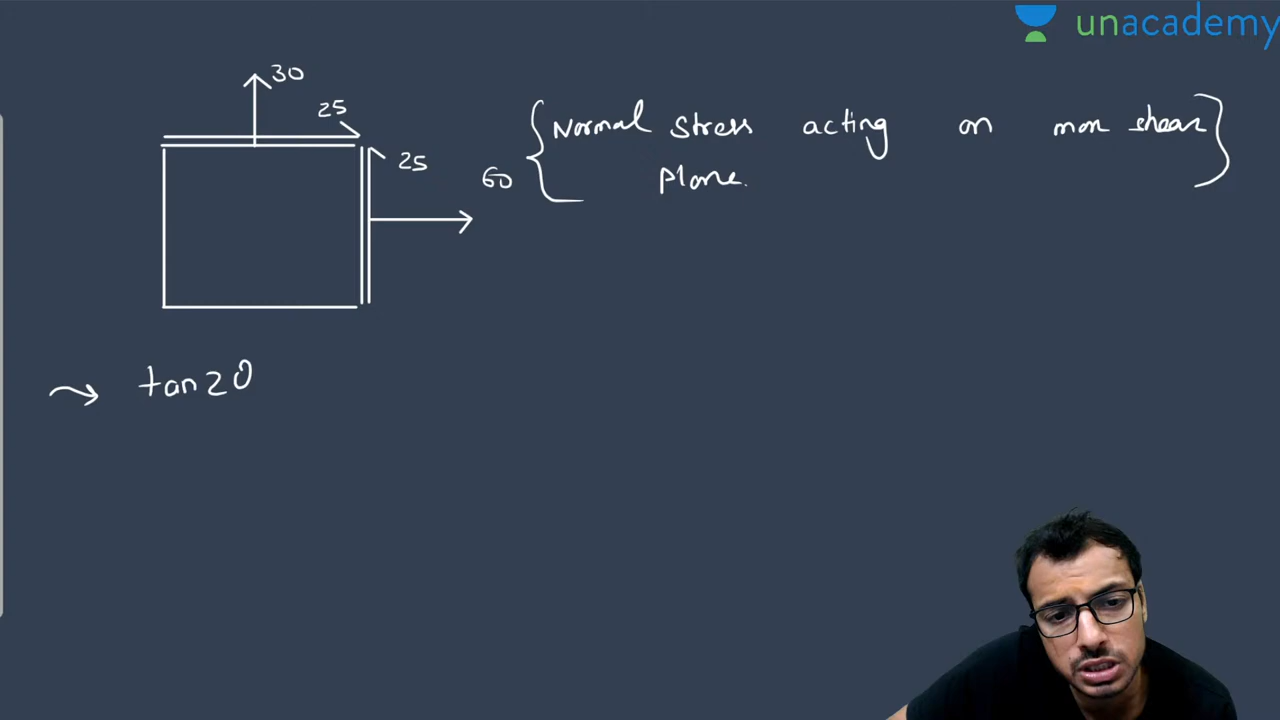 unacademy
30
25
25
60
Normal stress acting on max shear
plane.
tan 2θ